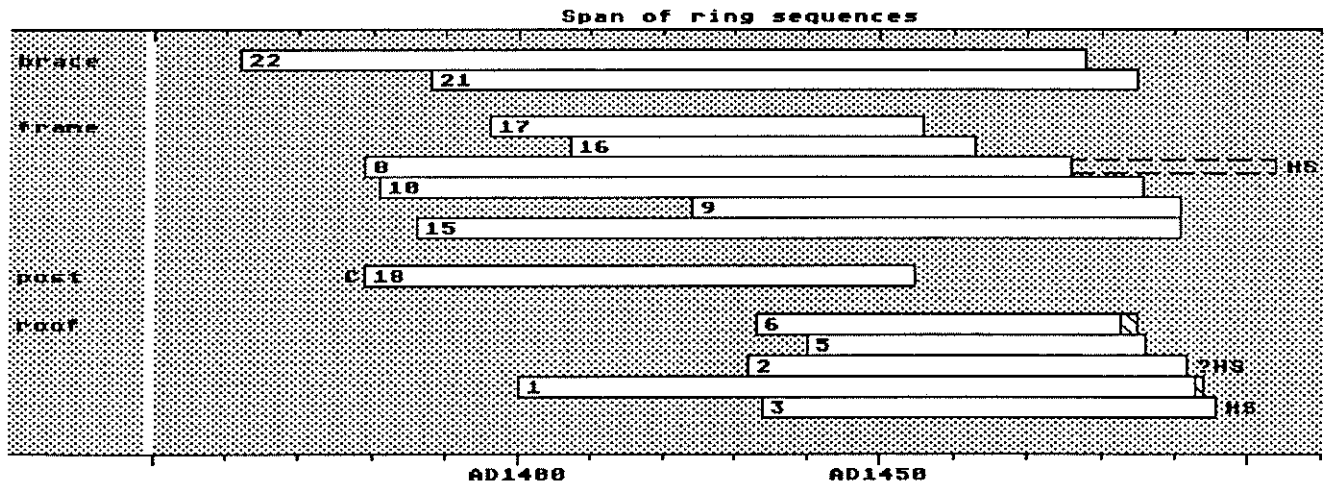 Span of ring sequences
brace
22
21
frame
17
16
8
HS
10
9
15
post
C
18
roof
6
5
2
?HS
1
3
HS
AD1400
AD1450